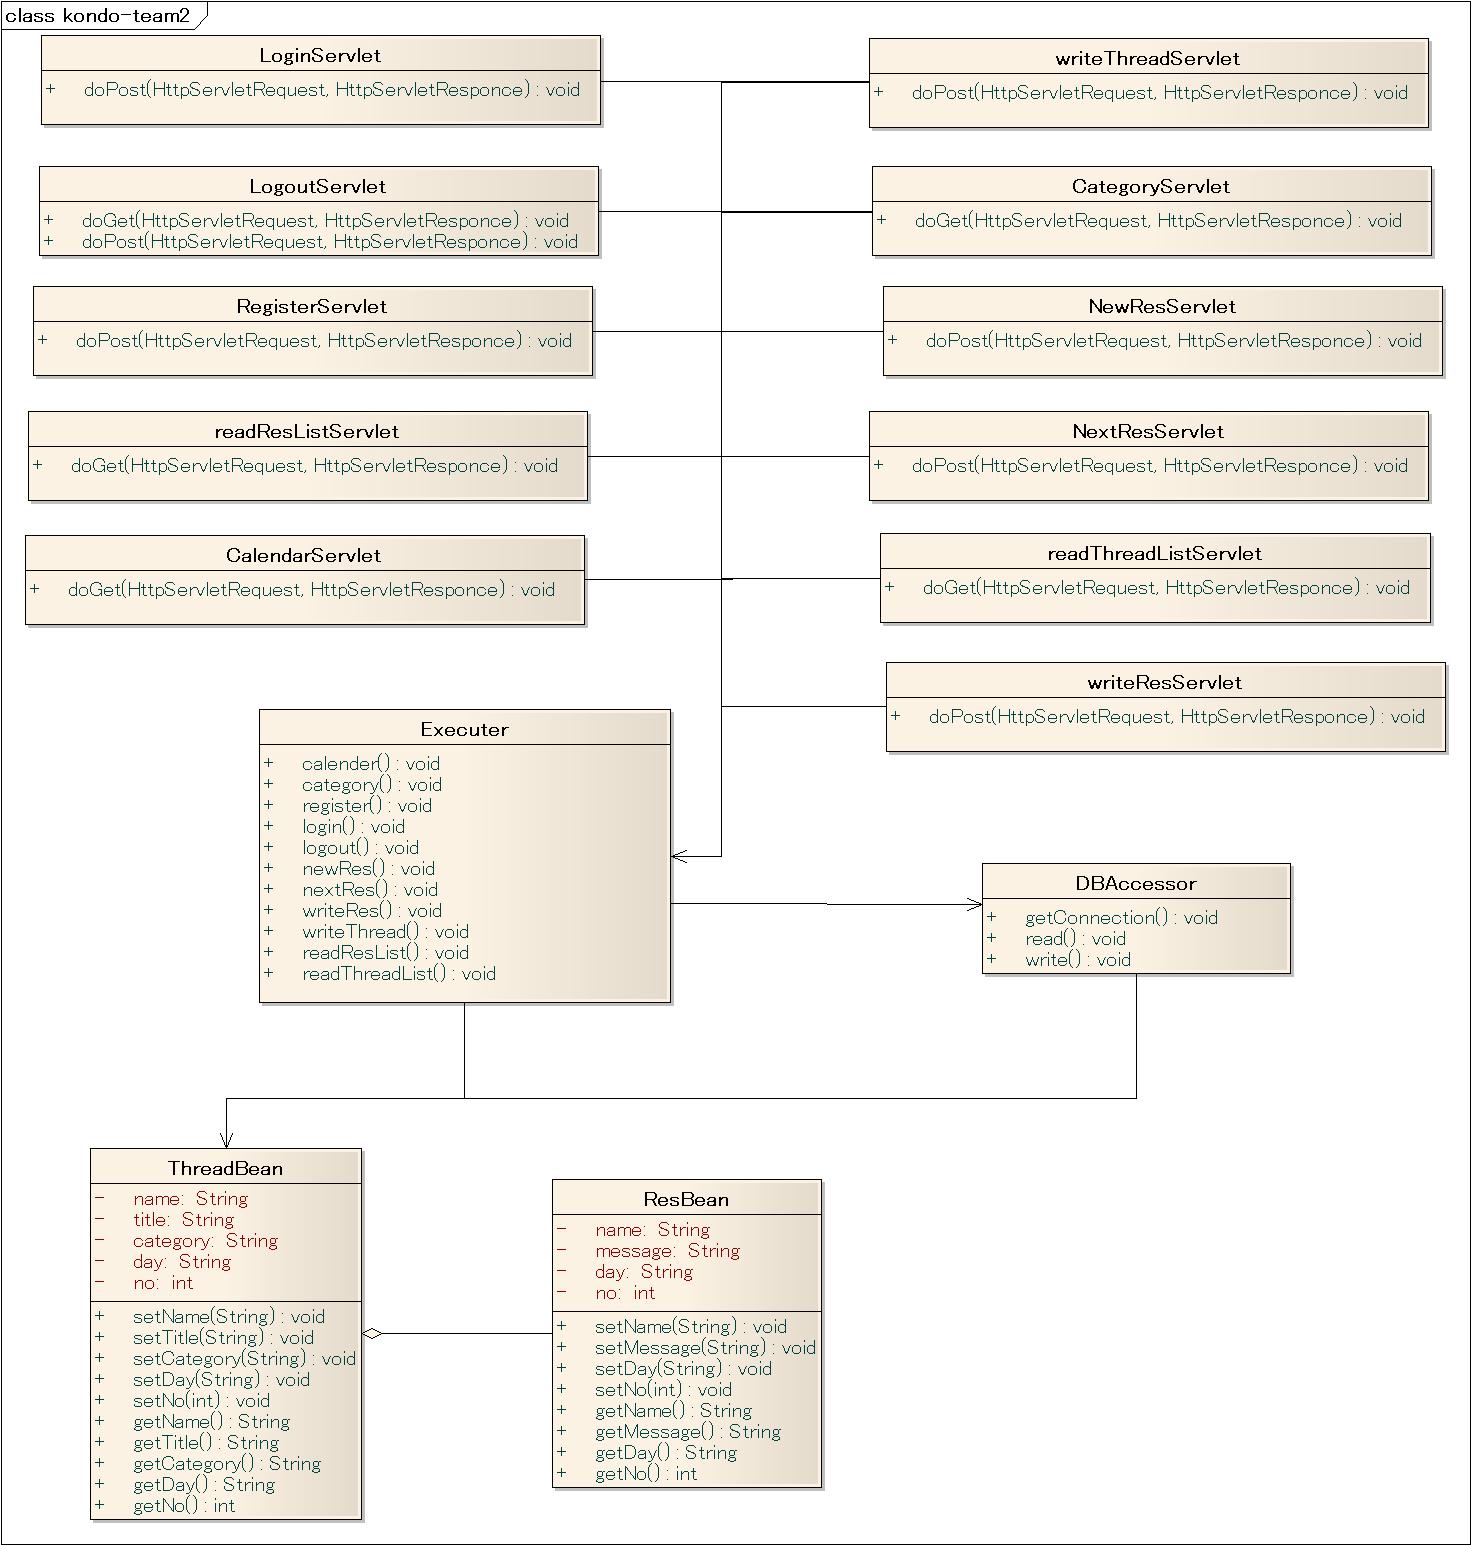 class kondo-team2
LoginServlet
+ doPost(HttpServletRequest, HttpServletResponce) : void
writeThreadServlet
+ doPost(HttpServletRequest, HttpServletResponce) : void
LogoutServlet
+ doGet(HttpServletRequest, HttpServletResponce) : void
+ doPost(HttpServletRequest, HttpServletResponce) : void
CategoryServlet
+ doGet(HttpServletRequest, HttpServletResponce) : void
RegisterServlet
+ doPost(HttpServletRequest, HttpServletResponce) : void
NewResServlet
+ doPost(HttpServletRequest, HttpServletResponce) : void
readResListServlet
+ doGet(HttpServletRequest, HttpServletResponce) : void
NextResServlet
+ doPost(HttpServletRequest, HttpServletResponce) : void
CalendarServlet
+ doGet(HttpServletRequest, HttpServletResponce) : void
readThreadListServlet
+ doGet(HttpServletRequest, HttpServletResponce) : void
writeResServlet
+ doPost(HttpServletRequest, HttpServletResponce) : void
Executer
+ calender() : void
+ category() : void
+ register() : void
+ login() : void
+ logout() : void
+ newRes() : void
+ nextRes() : void
+ writeRes() : void
+ writeThread() : void
+ readResList() : void
+ readThreadList() : void
DBAccessor
+ getConnection() : void
+ read() : void
+ write() : void
ThreadBean
- name: String
- title: String
- category: String
- day: String
- no: int
+ setName(String) : void
+ setTitle(String) : void
+ setCategory(String) : void
+ setDay(String) : void
+ setNo(int) : void
+ getName() : String
+ getTitle() : String
+ getCategory() : String
+ getDay() : String
+ getNo() : int
ResBean
- name: String
- message: String
- day: String
- no: int
+ setName(String) : void
+ setMessage(String) : void
+ setDay(String) : void
+ setNo(int) : void
+ getName() : String
+ getMessage() : String
+ getDay() : String
+ getNo() : int